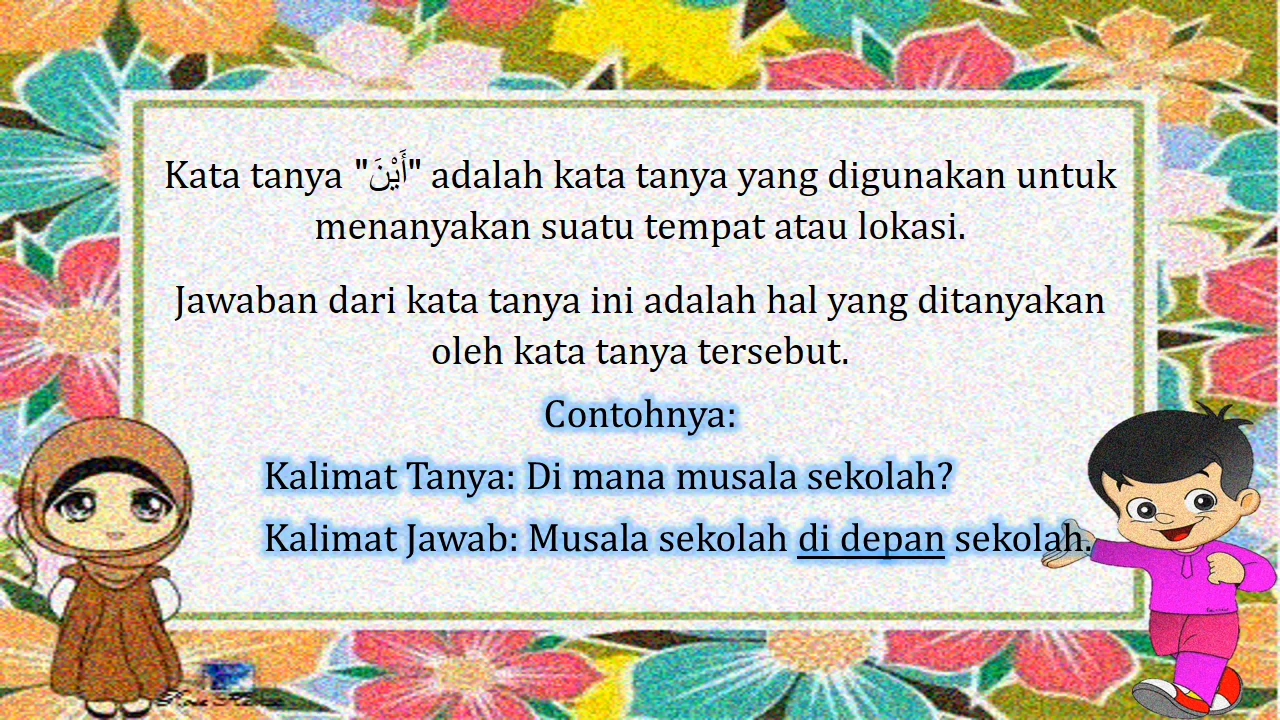 Kata tanya "أَيْنَ" adalah kata tanya yang digunakan untuk
menanyakan suatu tempat atau lokasi.
Jawaban dari kata tanya ini adalah hal yang ditanyakan
oleh kata tanya tersebut.
Contohnya:
Kalimat Tanya: Di mana musala sekolah?
Kalimat Jawab: Musala sekolah di depan sekolah.